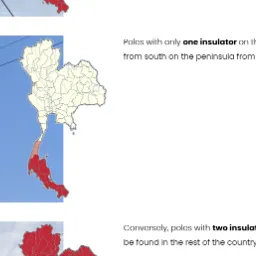 Poles with only one insulator on th
from south on the peninsula from
Conversely, poles with two insulat
be found in the rest of the country